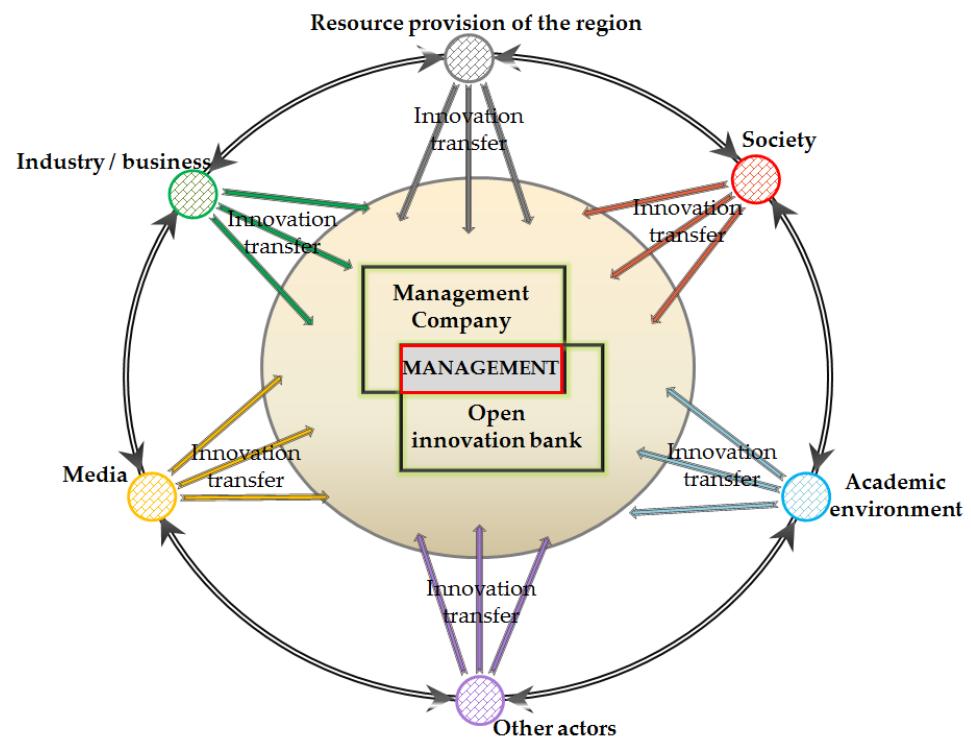 Resource provision of the region
Innovation
transfer
Society
Industry / business
Innovation
transfer
Innovation
transfer
Management
Company
MANAGEMENT
Open
innovation bank
Media
Innovation
transfer
Innovation
transfer
Academic
environment
Innovation
transfer
Other actors